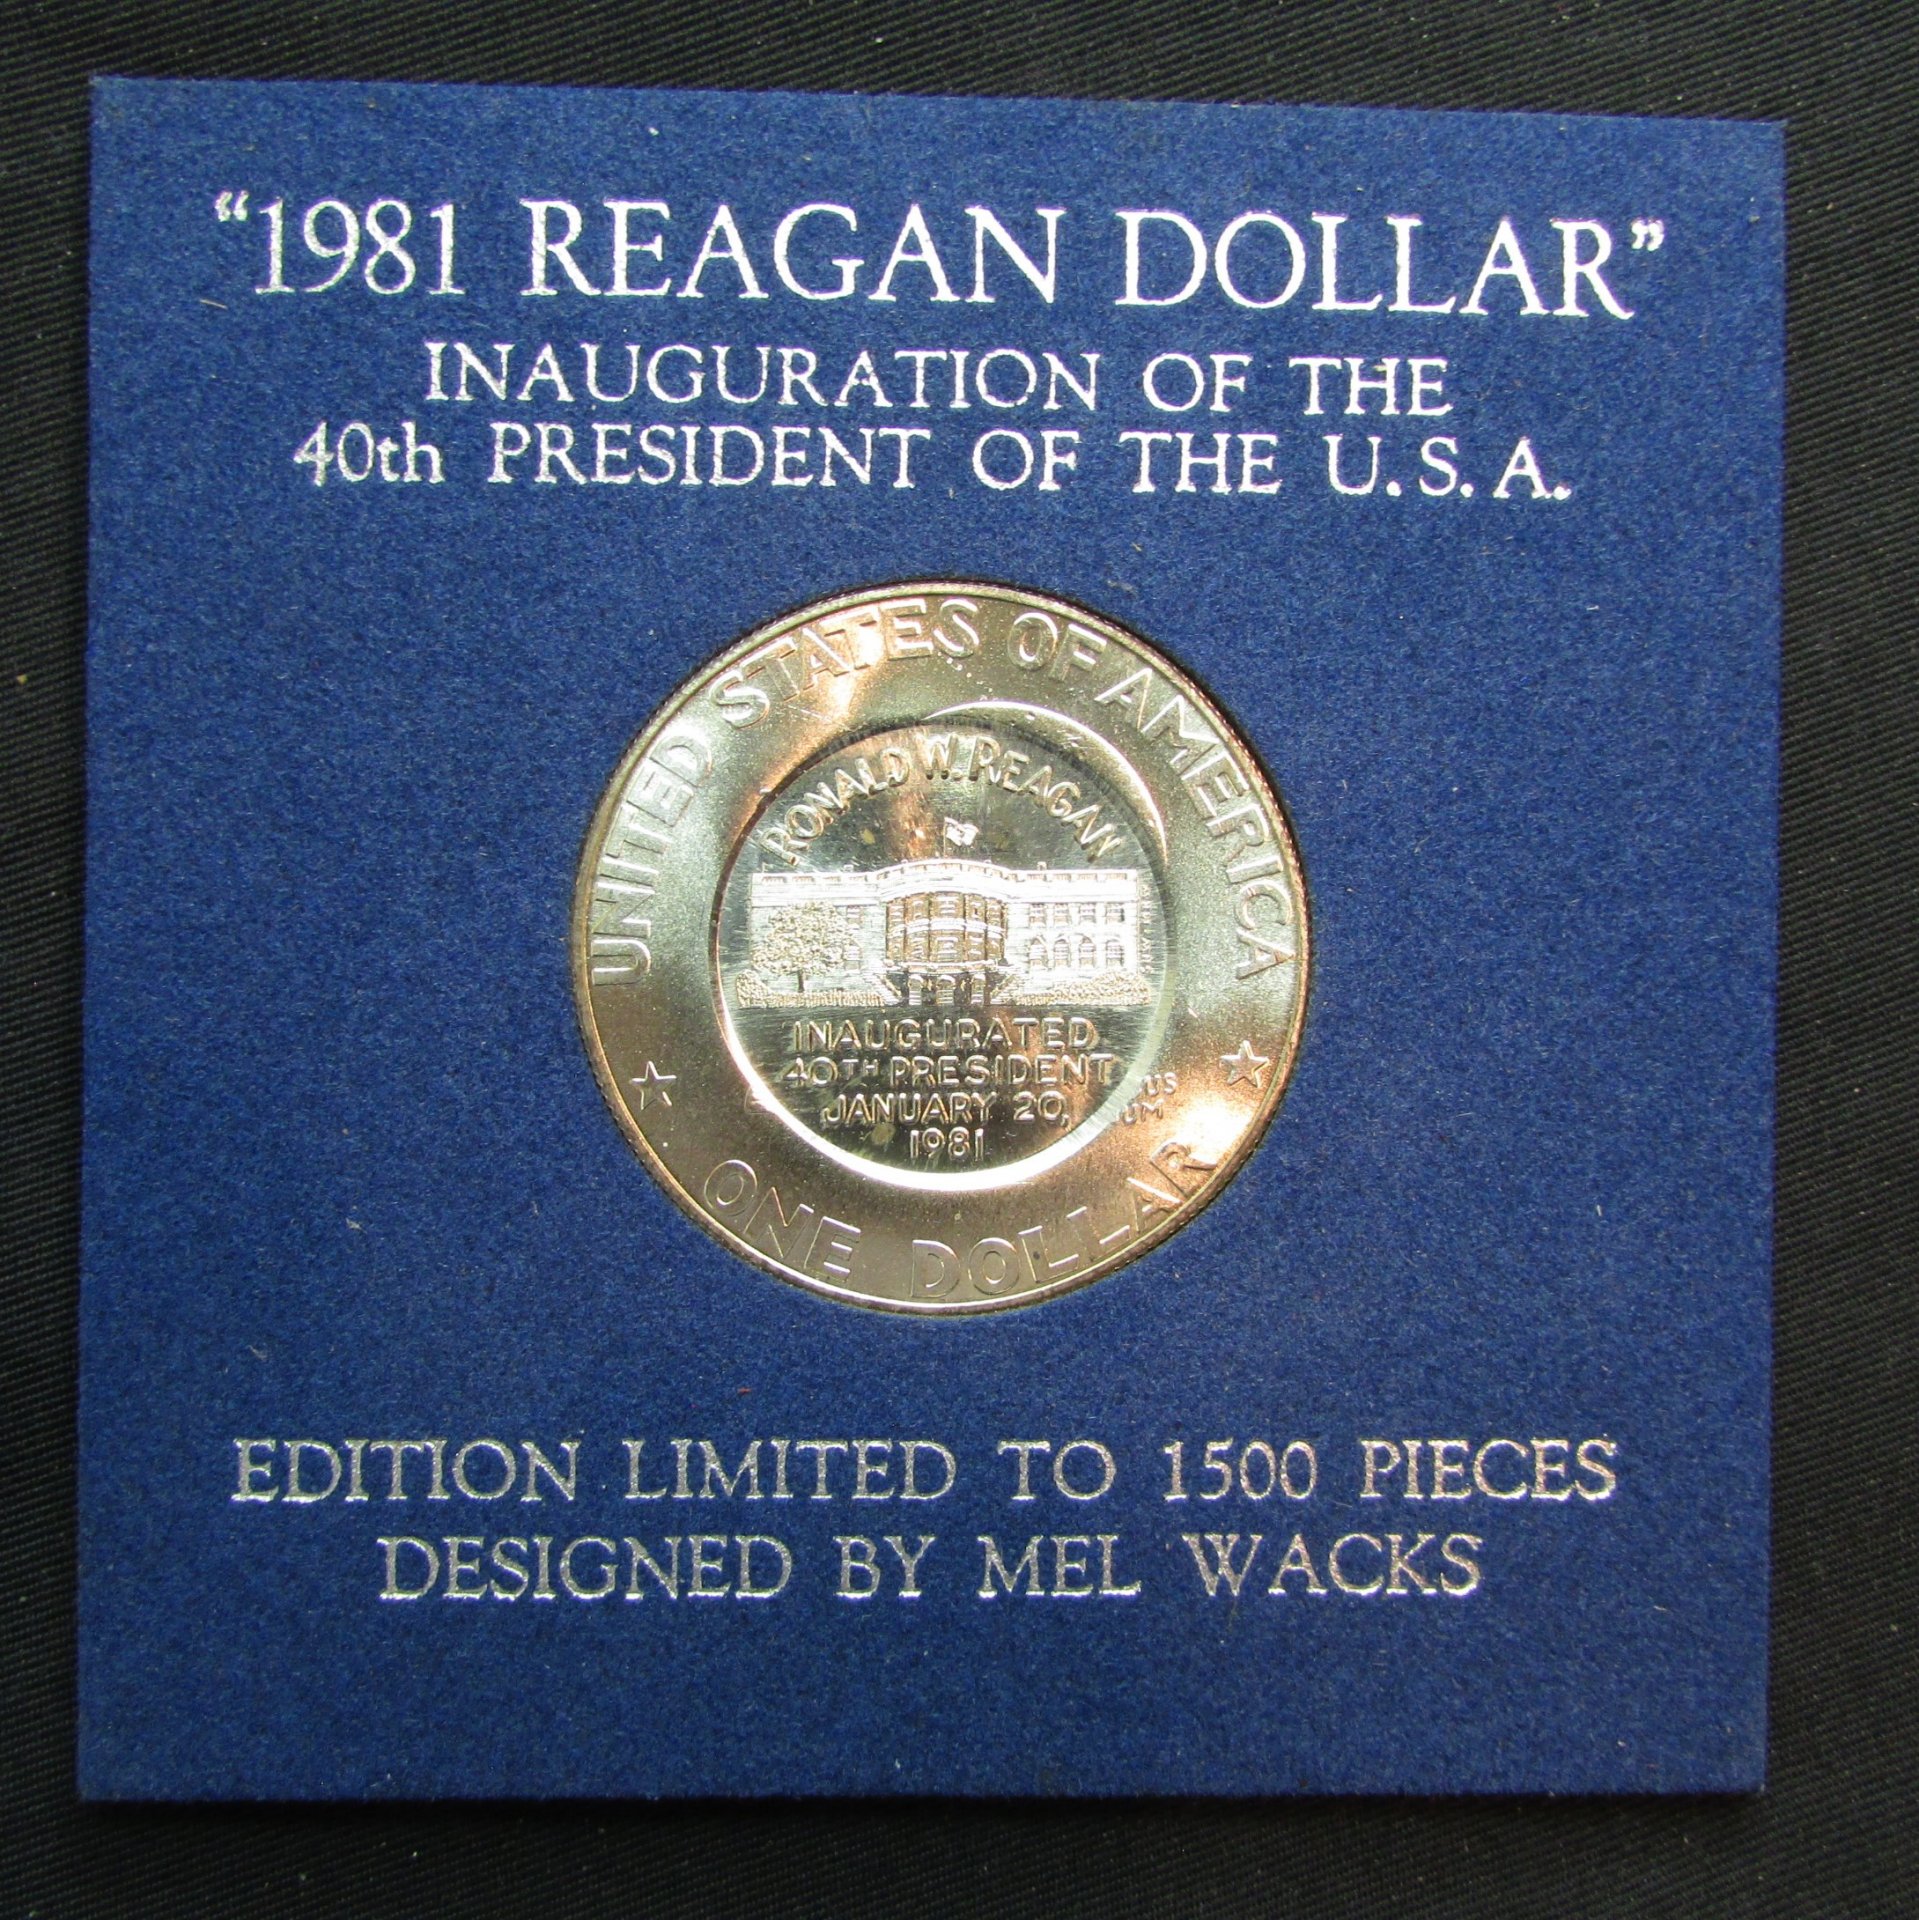 “1981 REAGAN DOLLAR”
INAUGURATION OF THE
40th PRESIDENT OF THE U.S.A.
UNITED STATES OF AMERICA
RONALD W. REAGAN
INAUGURATED
40TH PRESIDENT
JANUARY 20,
1981
ONE DOLLAR
EDITION LIMITED TO 1500 PIECES
DESIGNED BY MEL WACKS